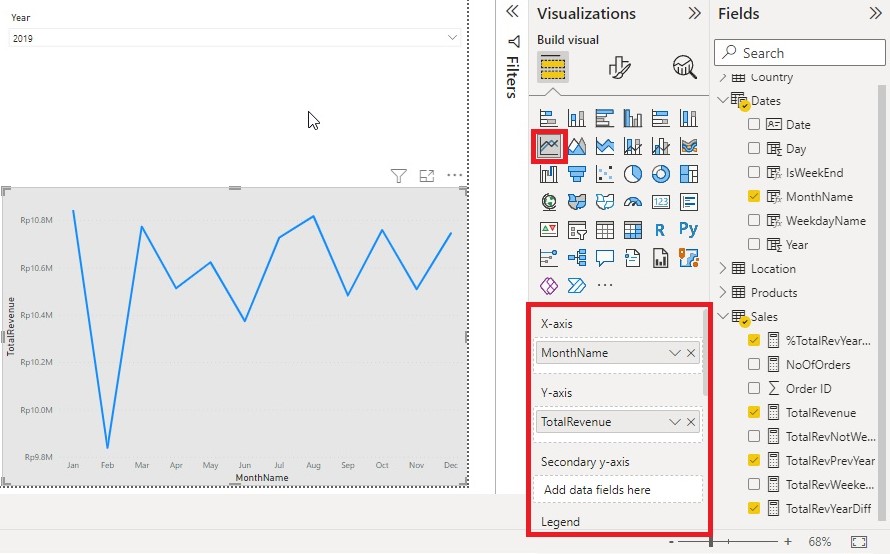 Year
2019
Rp10.8M
Rp10.6M
Rp10.4M
Rp10.2M
Rp10.0M
Rp9.8M
TotalRevenue
Jan Feb Mar Apr May Jun Jul Aug Sep Oct Nov Dec
MonthName
Filters
Visualizations
Build visual
123
R Py
X-axis
MonthName
Y-axis
TotalRevenue
Secondary y-axis
Add data fields here
Legend
Fields
Search
Country
Dates
Date
Day
IsWeekEnd
MonthName
WeekdayName
Year
Location
Products
Sales
%TotalRevYear...
NoOfOrders
Order ID
TotalRevenue
TotalRevNotWe...
TotalRevPrevYear
TotalRevWeeke...
TotalRevYearDiff
- + 68%